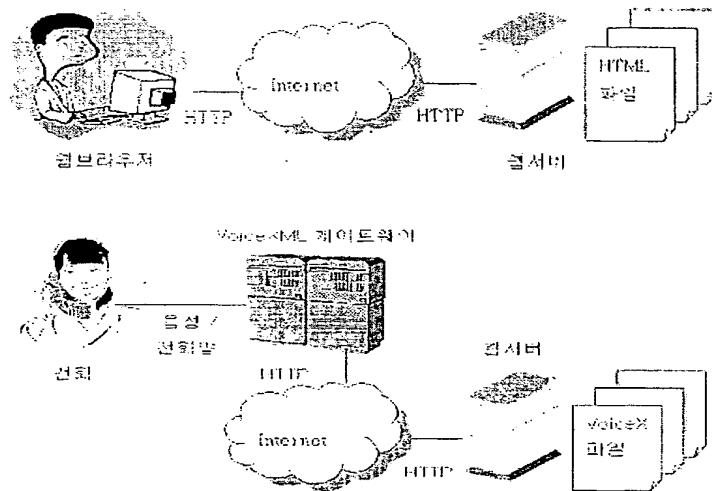 Internet
HTTP
HTTP
HTML
파일
웹브라우저
웹서버
VoiceXML 게이트웨이
음성 /
전화망
전화
HTTP
웹서버
Internet
HTTP
VoiceX
파일